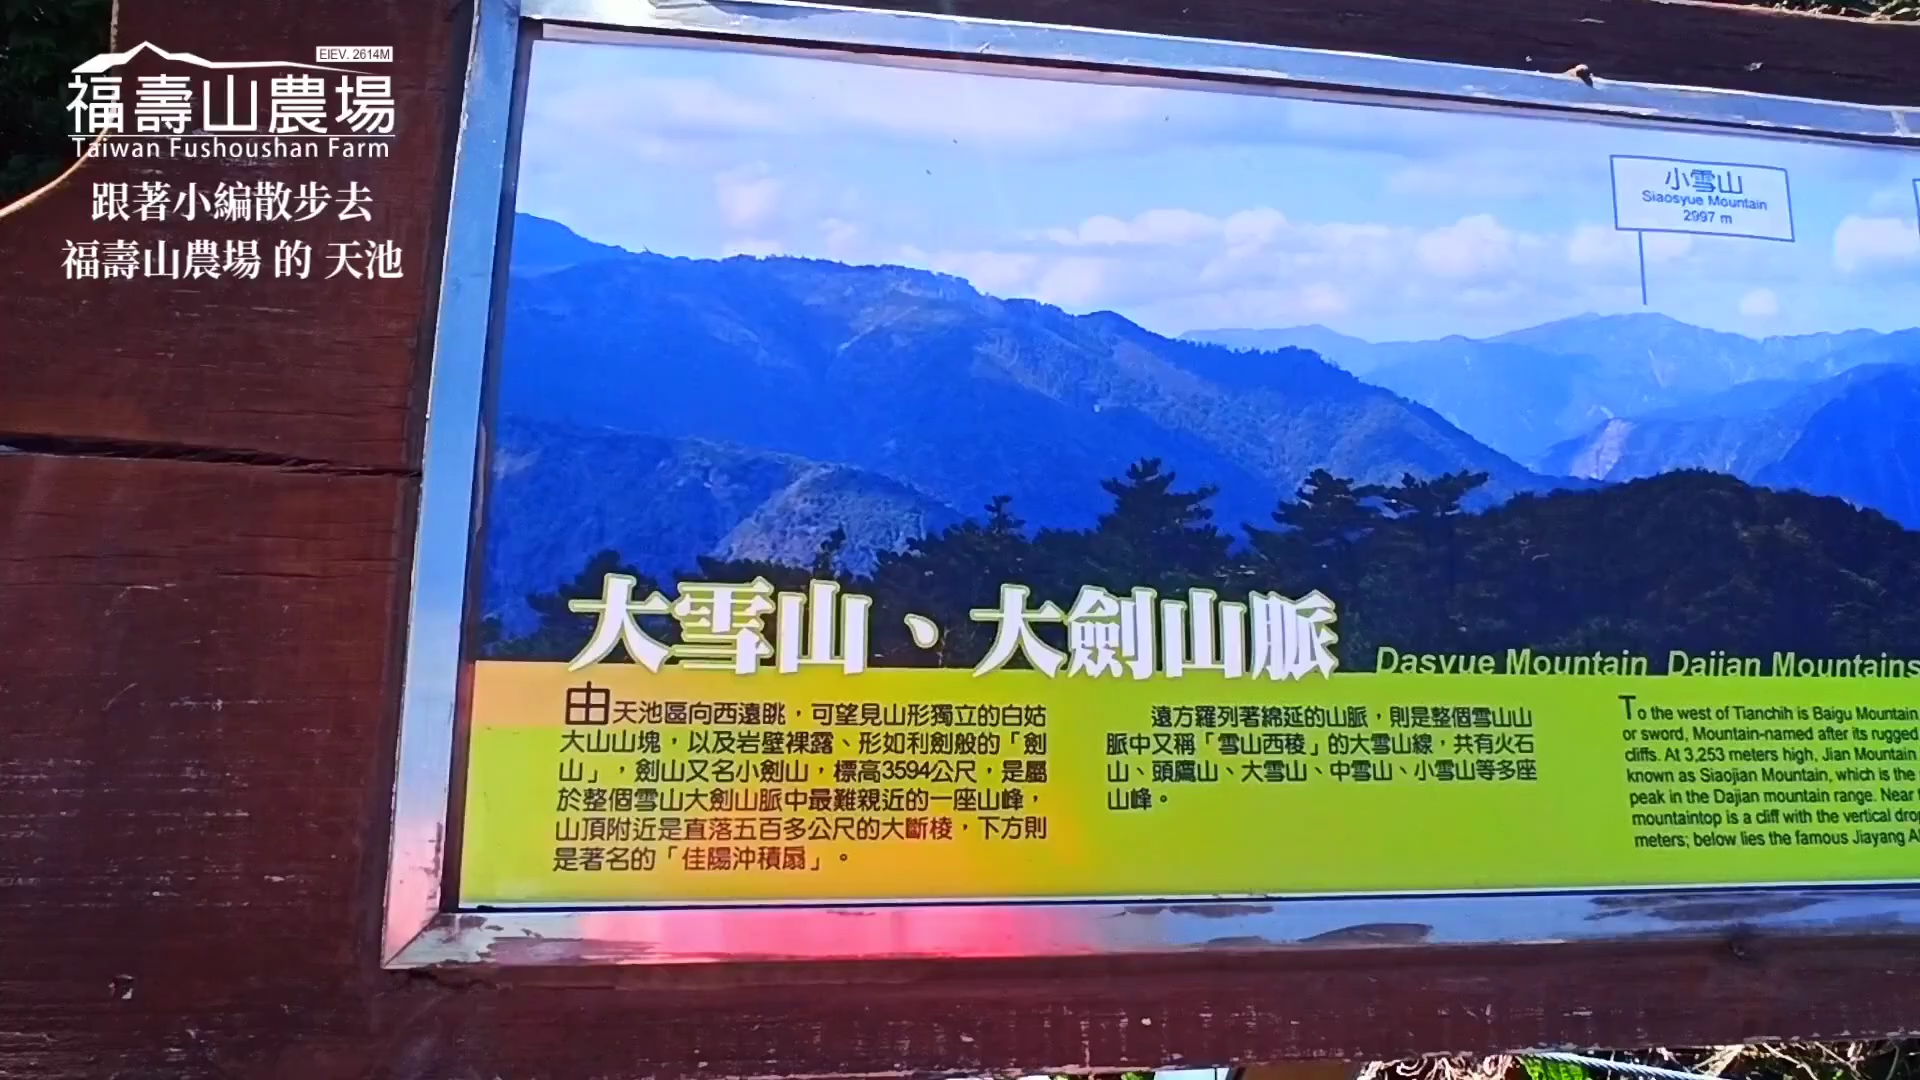 EIEV. 2614M
福壽山農場
Taiwan Fushoushan Farm
跟著小編散步去
福壽山農場 的 天池
小雪山
Siaosyue Mountain
2997 m
大雪山、大劍山脈
Dasyue Mountain, Dajian Mountains
由天池區向西遠眺，可望見山形獨立的白姑
大山山塊，以及岩壁裸露、形如利劍般的「劍
山」，劍山又名小劍山，標高3594公尺，是屬
於整個雪山大劍山脈中最難親近的一座山峰，
山頂附近是直落五百多公尺的大斷稜，下方則
是著名的「佳陽沖積扇」。
遠方羅列著綿延的山脈，則是整個雪山山
脈中又稱「雪山西稜」的大雪山線，共有火石
山、頭鷹山、大雪山、中雪山、小雪山等多座
山峰。
To the west of Tianchih is Baigu Mountain
or sword, Mountain-named after its rugged
cliffs. At 3,253 meters high, Jian Mountain
known as Siaojian Mountain, which is the
peak in the Dajian mountain range. Near
mountaintop is a cliff with the vertical
meters; below lies the famous Jiayang